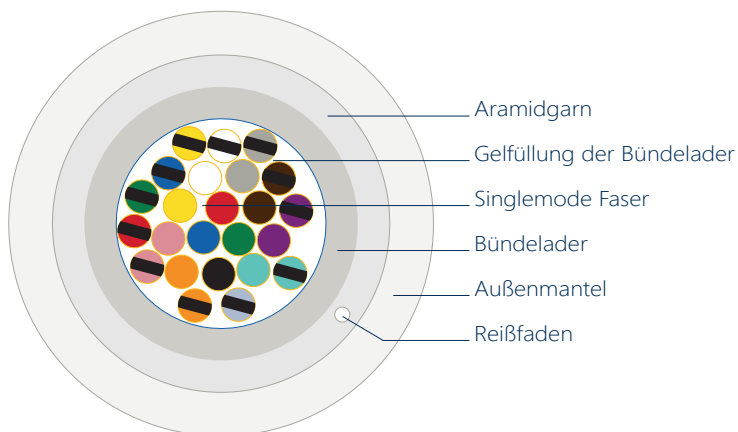 Aramidgarn
Gelfüllung der Bündelader
Singlemode Faser
Bündelader
Außenmantel
Reißfaden